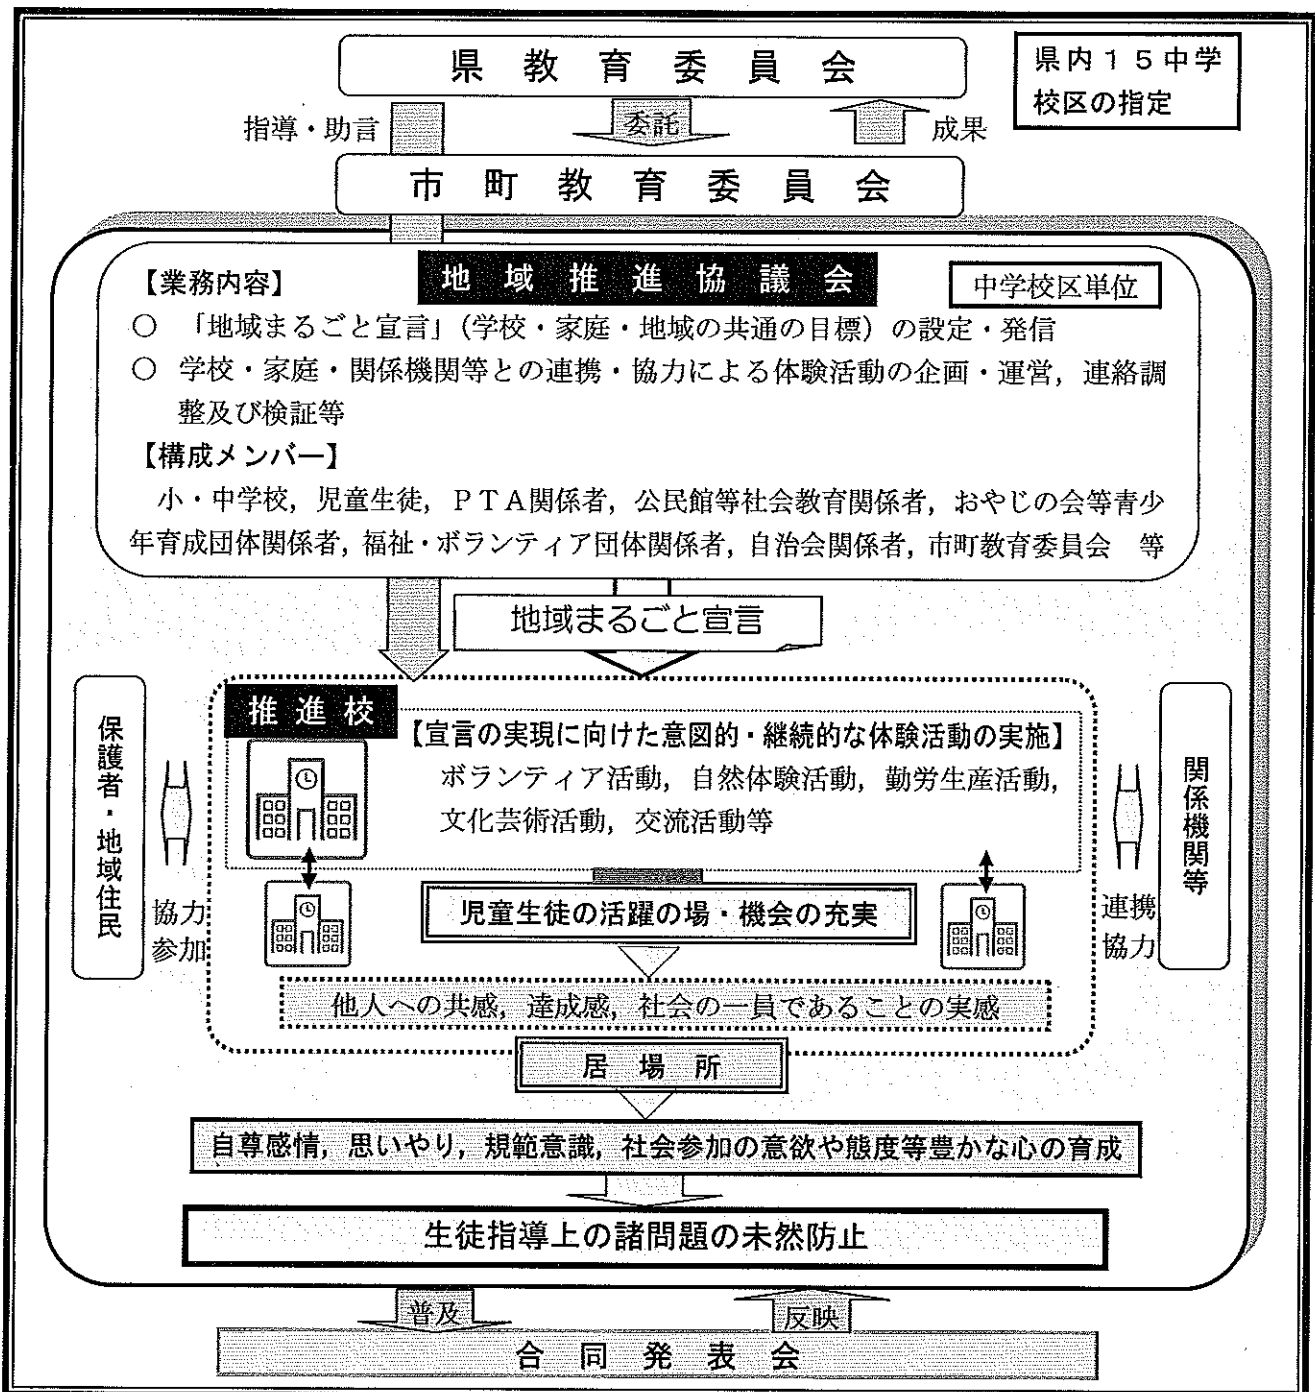 県教育委員会
県内15中学
校区の指定
指導・助言
委託
成果
市町教育委員会
地域推進協議会
【業務内容】
中学校区単位
○ 「地域まるごと宣言」（学校・家庭・地域の共通の目標）の設定・発信
○ 学校・家庭・関係機関等との連携・協力による体験活動の企画・運営，連絡調
整及び検証等
【構成メンバー】
小・中学校，児童生徒，ＰＴＡ関係者，公民館等社会教育関係者，おやじの会等青少
年育成団体関係者，福祉・ボランティア団体関係者，自治会関係者，市町教育委員会 等
地域まるごと宣言
推進校
【宣言の実現に向けた意図的・継続的な体験活動の実施】
ボランティア活動，自然体験活動，勤労生産活動，
文化芸術活動，交流活動等
保護者・地域住民
協力
参加
関係機関等
連携
協力
児童生徒の活躍の場・機会の充実
他人への共感，達成感，社会の一員であることの実感
居場所
自尊感情，思いやり，規範意識，社会参加の意欲や態度等豊かな心の育成
生徒指導上の諸問題の未然防止
普及
反映
合同発表会